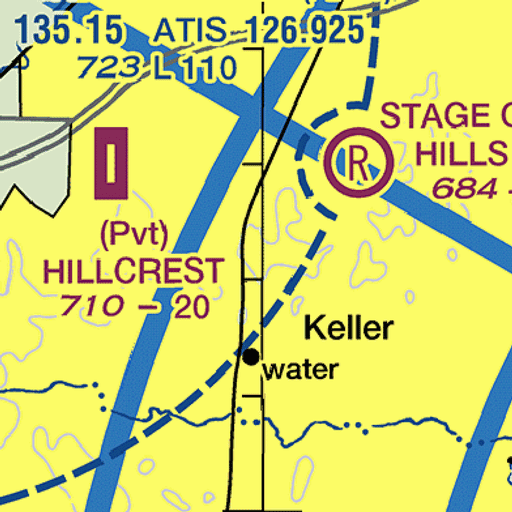 135.15 ATIS 126.925
723 L 110
STAGE
R
HILLS
684 -
(Pvt)
HILLCREST
710 - 20
Keller
water